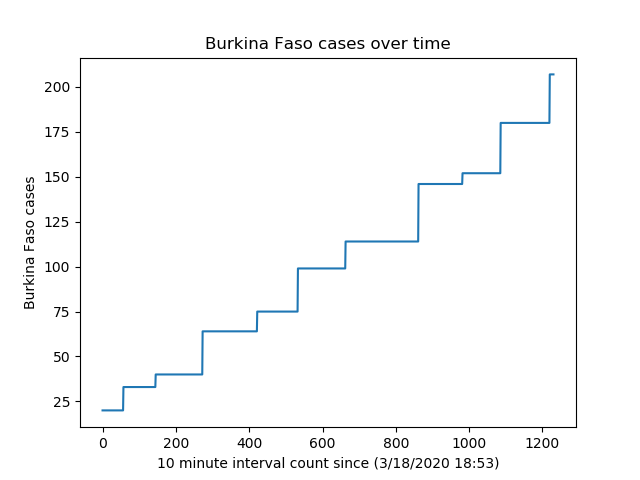 Burkina Faso cases over time
200
175
150
125
100
75
50
25
Burkina Faso cases
0 200 400 600 800 1000 1200
10 minute interval count since (3/18/2020 18:53)